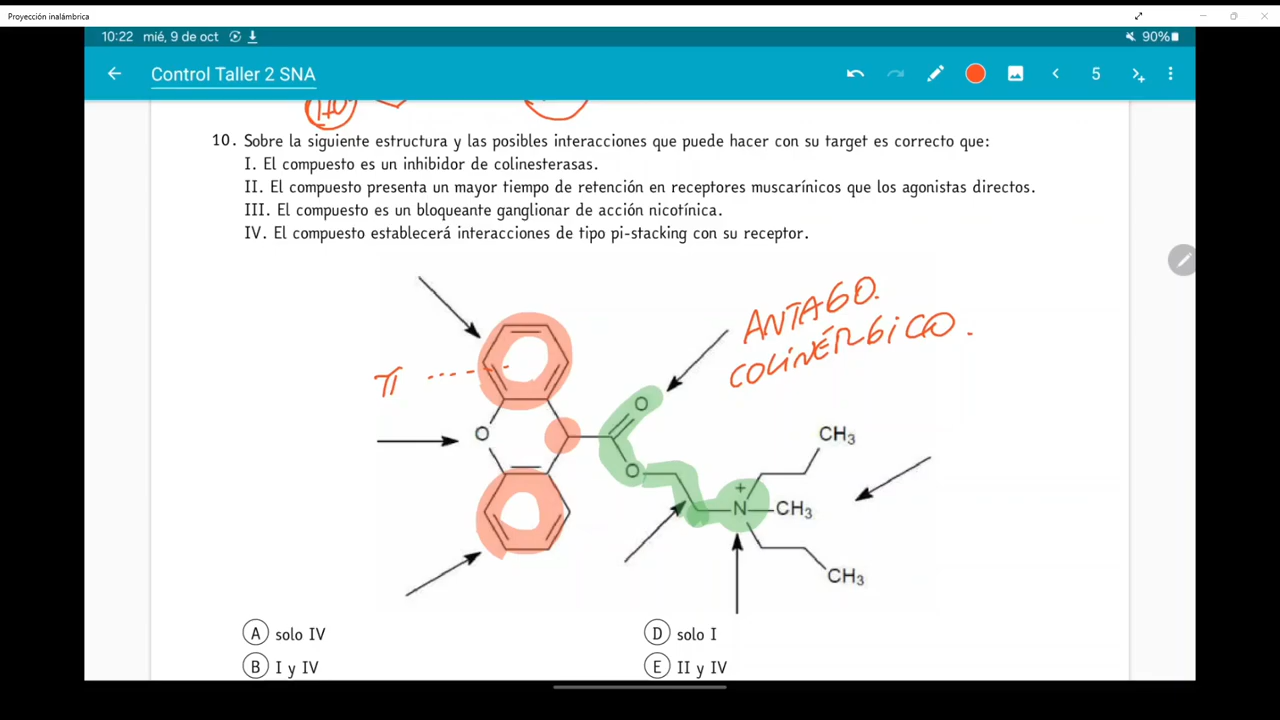 Proyección inalámbrica
10:22 mié, 9 de oct
90%
Control Taller 2 SNA
5
10. Sobre la siguiente estructura y las posibles interacciones que puede hacer con su target es correcto que:
I. El compuesto es un inhibidor de colinesterasas.
II. El compuesto presenta un mayor tiempo de retención en receptores muscarínicos que los agonistas directos.
III. El compuesto es un bloqueante ganglionar de acción nicotínica.
IV. El compuesto establecerá interacciones de tipo pi-stacking con su receptor.
ANTAGO.
COLINÉRGICO.
π
O
O
O
CH3
+
N
CH3
CH3
A solo IV
D solo I
B I y IV
E II y IV